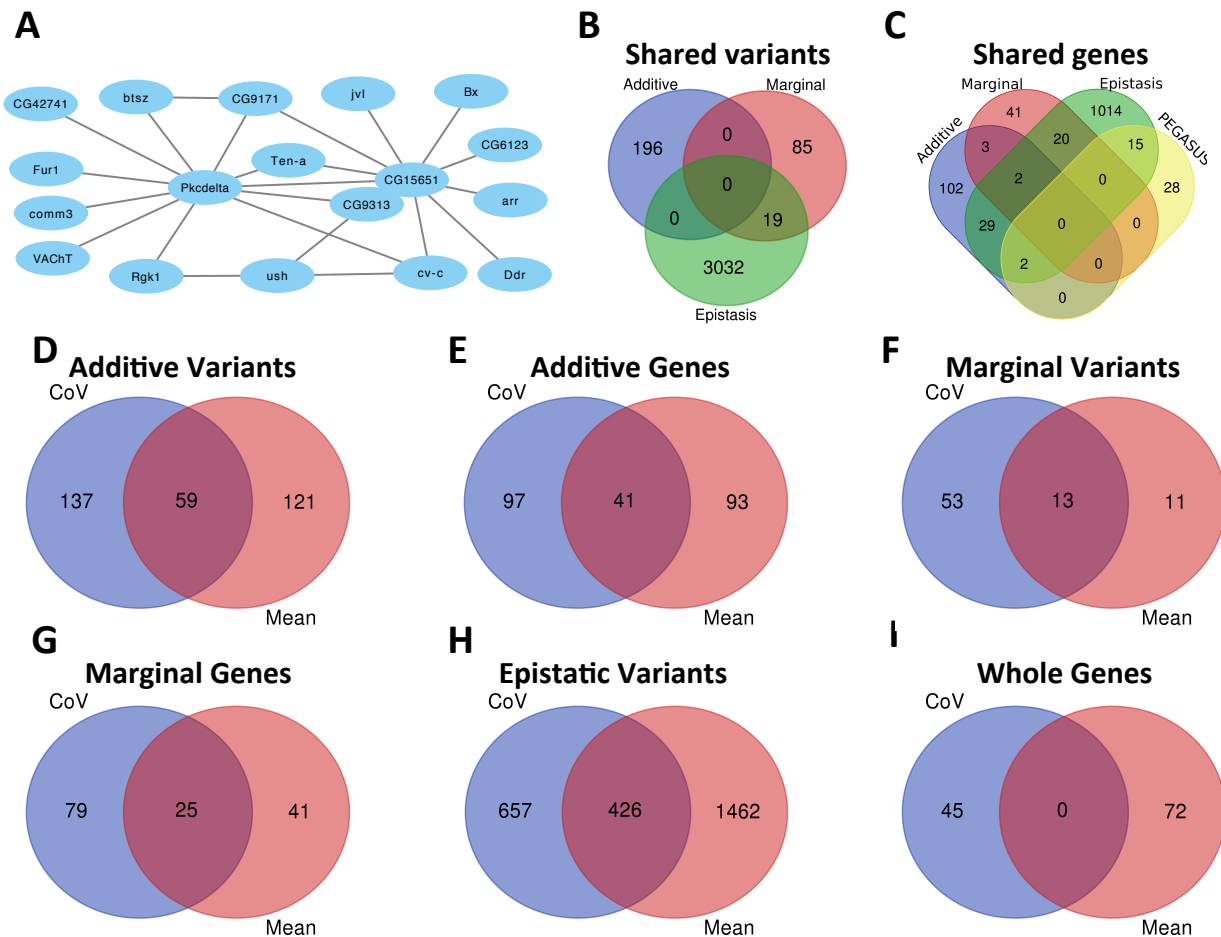 A
B
C
Shared variants
Shared genes
Additive
Marginal
196
0
85
0
0
19
3032
Epistasis
Marginal
Epistasis
Additive
PEGASUS
41
1014
3
20
15
102
2
0
28
29
0
0
2
0
0
CG42741
btsz
CG9171
jvl
Bx
Fur1
Ten-a
CG6123
Pkcdelta
CG15651
comm3
CG9313
arr
VAChT
Rgk1
ush
cv-c
Ddr
D
Additive Variants
CoV
137
59
121
Mean
E
Additive Genes
CoV
97
41
93
Mean
F
Marginal Variants
CoV
53
13
11
Mean
G
Marginal Genes
CoV
79
25
41
Mean
H
Epistatic Variants
CoV
657
426
1462
Mean
I
Whole Genes
CoV
45
0
72
Mean